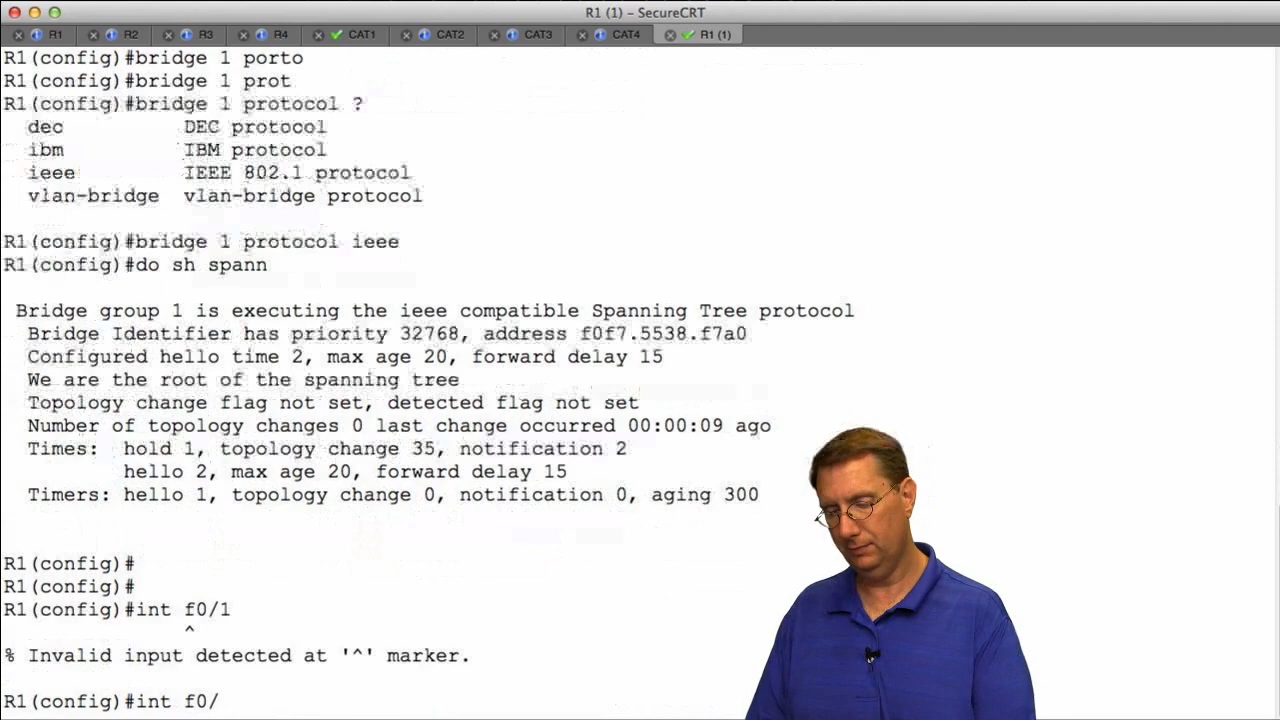 R1 (1) – SecureCRT
R1 R2 R3 R4 CAT1 CAT2 CAT3 CAT4 R1 (1)
R1(config)#bridge 1 porto
R1(config)#bridge 1 prot
R1(config)#bridge 1 protocol ?
dec DEC protocol
ibm IBM protocol
ieee IEEE 802.1 protocol
vlan-bridge vlan-bridge protocol
R1(config)#bridge 1 protocol ieee
R1(config)#do sh spann
Bridge group 1 is executing the ieee compatible Spanning Tree protocol
Bridge Identifier has priority 32768, address f0f7.5538.f7a0
Configured hello time 2, max age 20, forward delay 15
We are the root of the spanning tree
Topology change flag not set, detected flag not set
Number of topology changes 0 last change occurred 00:00:09 ago
Times: hold 1, topology change 35, notification 2
hello 2, max age 20, forward delay 15
Timers: hello 1, topology change 0, notification 0, aging 300
R1(config)#
R1(config)#
R1(config)#int f0/1
^
% Invalid input detected at '^' marker.
R1(config)#int f0/